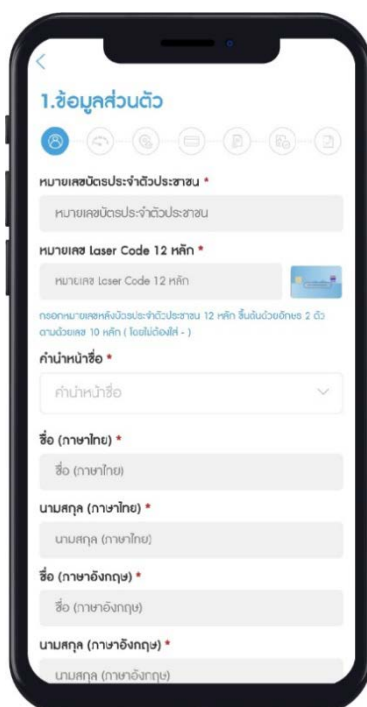 1.ข้อมูลส่วนตัว
หมายเลขบัตรประจำตัวประชาชน *
หมายเลขบัตรประจำตัวประชาชน
หมายเลข Laser Code 12 หลัก *
หมายเลข Laser Code 12 หลัก
กรอกหมายเลขหลังบัตรประจำตัวประชาชน 12 หลัก ขึ้นต้นด้วยอักษร 2 ตัว
ตามด้วยเลข 10 หลัก ( โดยไม่ต้องใส่ - )
คำนำหน้าชื่อ *
คำนำหน้าชื่อ
ชื่อ (ภาษาไทย) *
ชื่อ (ภาษาไทย)
นามสกุล (ภาษาไทย) *
นามสกุล (ภาษาไทย)
ชื่อ (ภาษาอังกฤษ) *
ชื่อ (ภาษาอังกฤษ)
นามสกุล (ภาษาอังกฤษ) *
นามสกุล (ภาษาอังกฤษ)